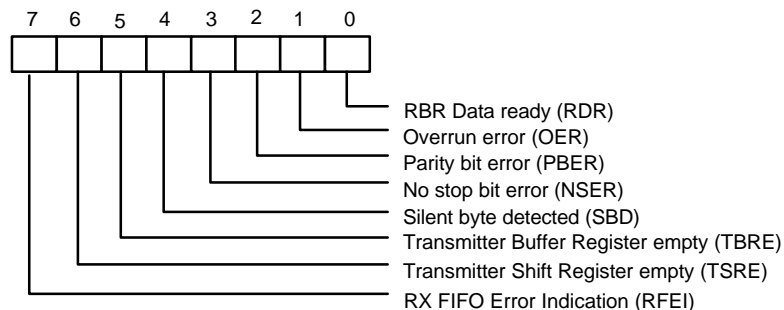 7 6 5 4 3 2 1 0
RBR Data ready (RDR)
Overrun error (OER)
Parity bit error (PBER)
No stop bit error (NSER)
Silent byte detected (SBD)
Transmitter Buffer Register empty (TBRE)
Transmitter Shift Register empty (TSRE)
RX FIFO Error Indication (RFEI)